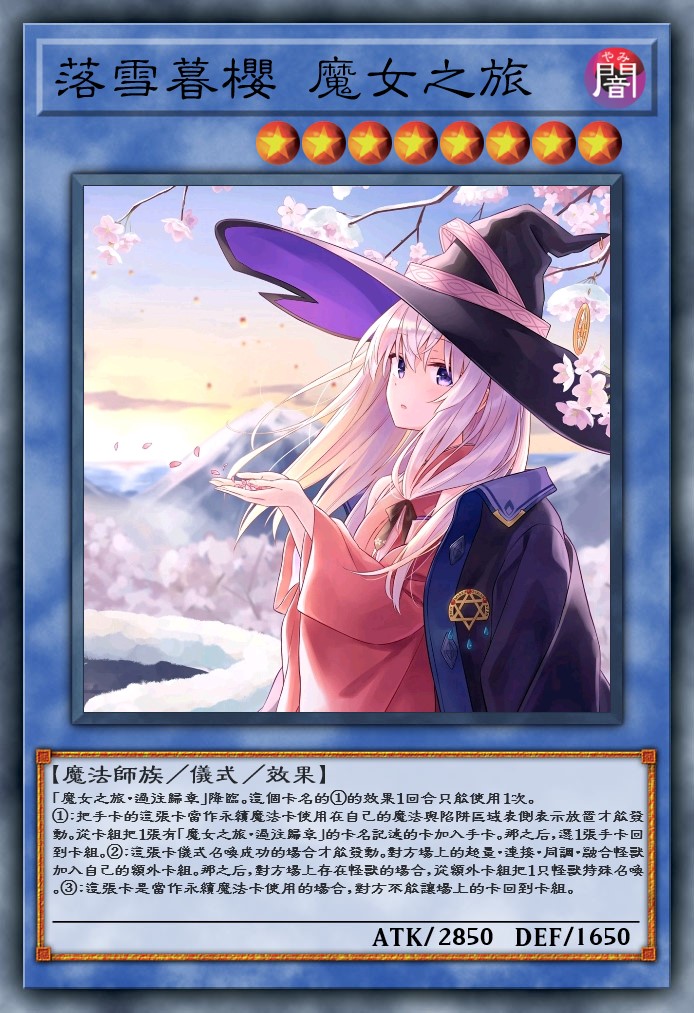 落雪暮櫻 魔女之旅
やみ
闇
【魔法師族／儀式／效果】
「魔女之旅·過注歸章」降臨。這個卡名的①的效果1回合只能使用1次。
①：把手卡的這張卡當作永續魔法卡使用在自己的魔法與陷阱區域表側表示放置才能發
動。從卡組把1張有「魔女之旅·過注歸章」的卡名記述的卡加入手卡。那之后，選1張手卡回
到卡組。②：這張卡儀式召喚成功的場合才能發動。對方場上的超量·連接·同調·融合怪獸
加入自己的額外卡組。那之后，對方場上存在怪獸的場合，從額外卡組把1只怪獸特殊召喚
。③：這張卡是當作永續魔法卡使用的場合，對方不能讓場上的卡回到卡組。
ATK/2850 DEF/1650